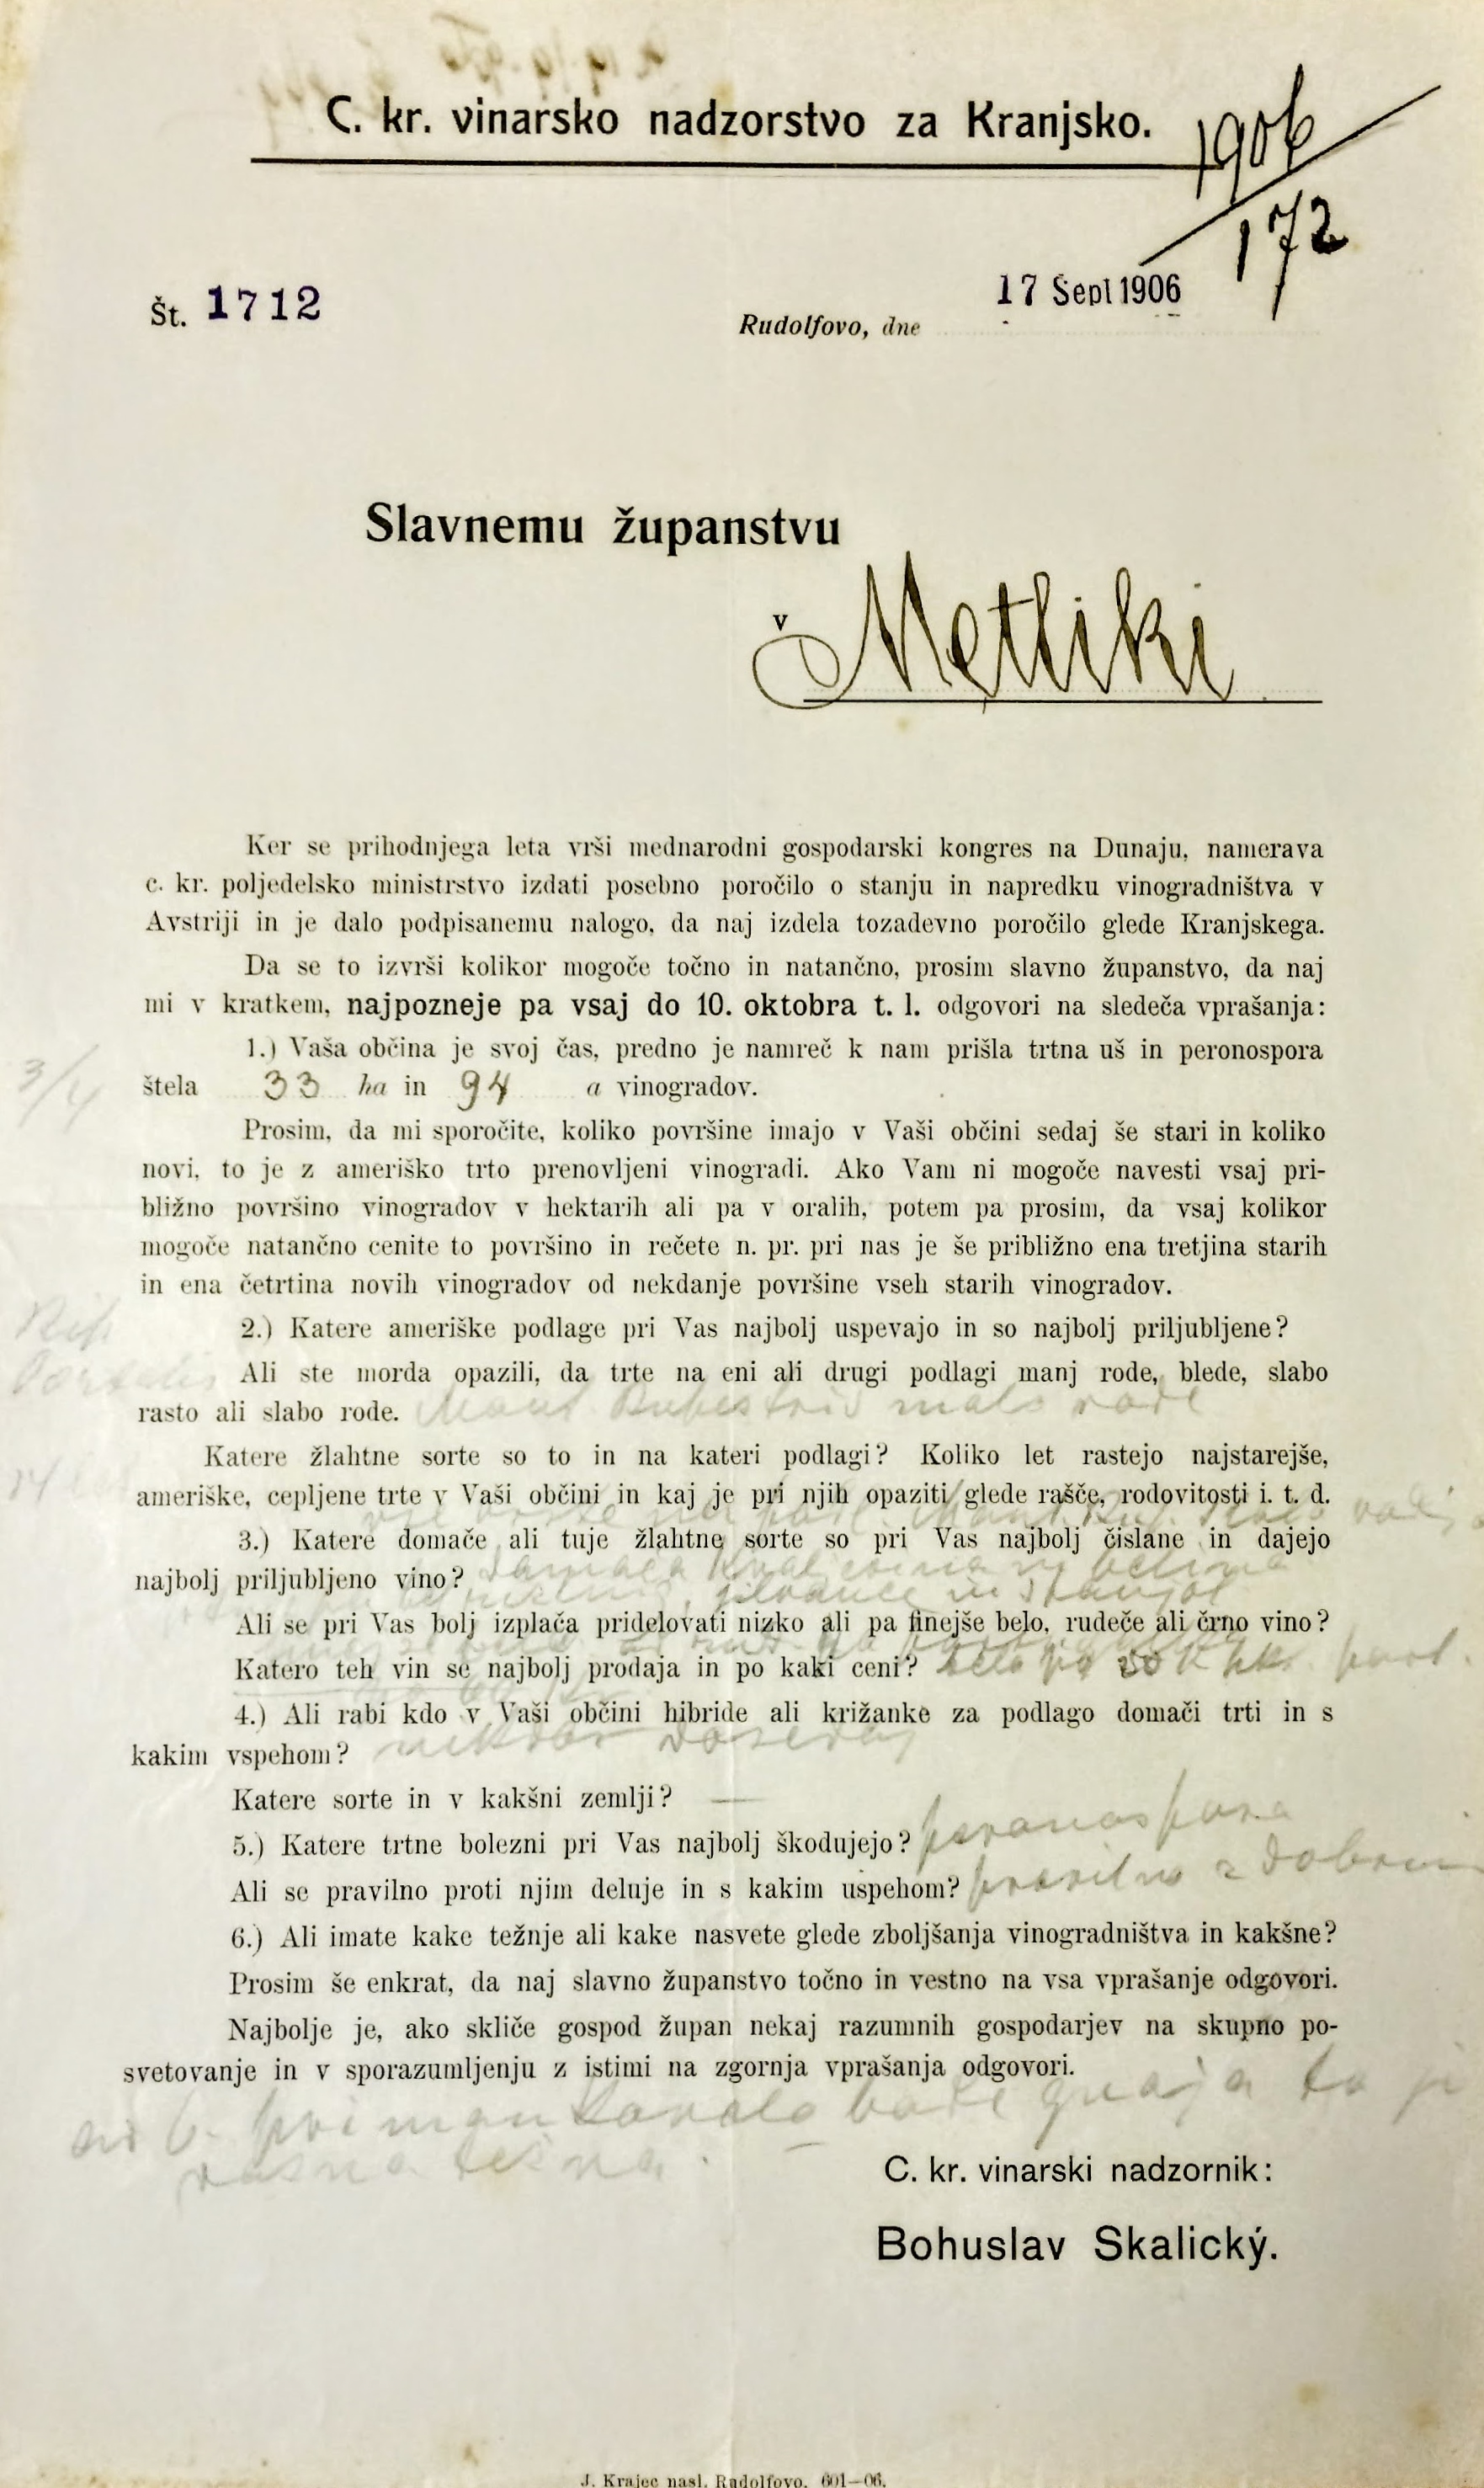 C. kr. vinarsko nadzorstvo za Kranjsko.
1906/172
Št. 1712
Rudolfovo, dne 17 Sept 1906
Slavnemu županstvu
v Metliki
Ker se prihodnjega leta vrši mednarodni gospodarski kongres na Dunaju, namerava
c. kr. poljedelsko ministrstvo izdati posebno poročilo o stanju in napredku vinogradništva v
Avstriji in je dalo podpisanemu nalogo, da naj izdela tozadevno poročilo glede Kranjskega.
Da se to izvrši kolikor mogoče točno in natančno, prosim slavno županstvo, da naj
mi v kratkem, najpozneje pa vsaj do 10. oktobra t. l. odgovori na sledeča vprašanja:
1.) Vaša občina je svoj čas, predno je namreč k nam prišla trtna uš in peronospora
3/4
štela 33 ha in 94 a vinogradov.
Prosim, da mi sporočite, koliko površine imajo v Vaši občini sedaj še stari in koliko
novi, to je z ameriško trto prenovljeni vinogradi. Ako Vam ni mogoče navesti vsaj pri-
bližno površino vinogradov v hektarih ali pa v oralih, potem pa prosim, da vsaj kolikor
mogoče natančno cenite to površino in rečete n. pr. pri nas je še približno ena tretjina starih
in ena četrtina novih vinogradov od nekdanje površine vseh starih vinogradov.
Rip.
2.) Katere ameriške podlage pri Vas najbolj uspevajo in so najbolj priljubljene?
Portalis
Ali ste morda opazili, da trte na eni ali drugi podlagi manj rode, blede, slabo
rasto ali slabo rode. Mont Rupestris malo rodi
Katere žlahtne sorte so to in na kateri podlagi? Koliko let rastejo najstarejše,
14
ameriške, cepljene trte v Vaši občini in kaj je pri njih opaziti glede rašče, rodovitosti i. t. d.
3.) Katere domače ali tuje žlahtne sorte so pri Vas najbolj čislane in dajejo
najbolj priljubljeno vino?
Ali se pri Vas bolj izplača pridelovati nizko ali pa finejše belo, rudeče ali črno vino?
Katero teh vin se najbolj prodaja in po kaki ceni? belo po 50 K
4.) Ali rabi kdo v Vaši občini hibride ali križanke za podlago domači trti in s
kakim vspehom? nikdor dosedaj
Katere sorte in v kakšni zemlji? —
5.) Katere trtne bolezni pri Vas najbolj škodujejo? peronospora
Ali se pravilno proti njim deluje in s kakim uspehom? pravilno z dobrim
6.) Ali imate kake težnje ali kake nasvete glede zboljšanja vinogradništva in kakšne?
Prosim še enkrat, da naj slavno županstvo točno in vestno na vsa vprašanje odgovori.
Najbolje je, ako skliče gospod župan nekaj razumnih gospodarjev na skupno po-
svetovanje in v sporazumljenju z istimi na zgornja vprašanja odgovori.
C. kr. vinarski nadzornik:
Bohuslav Skalický.
J. Krajec nasl. Rudolfovo. 601—06.